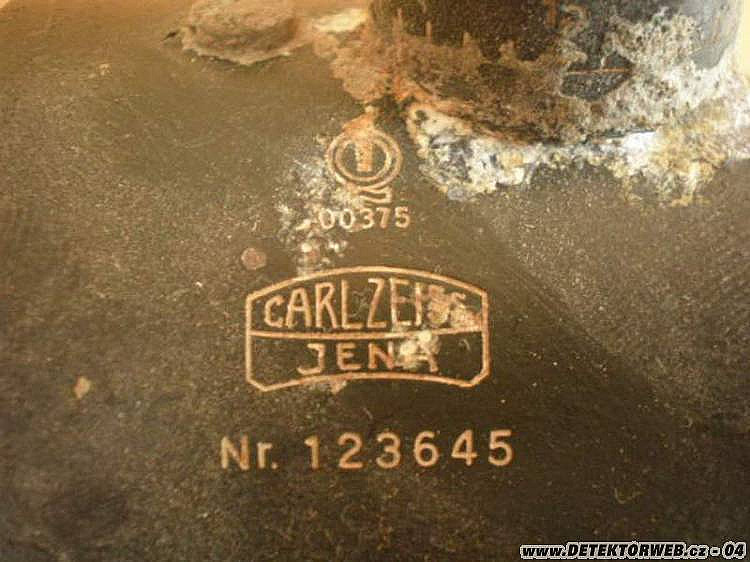 00375
CARL ZEISS
JENA
Nr. 123645
www.DETEKTORWEB.cz - 04